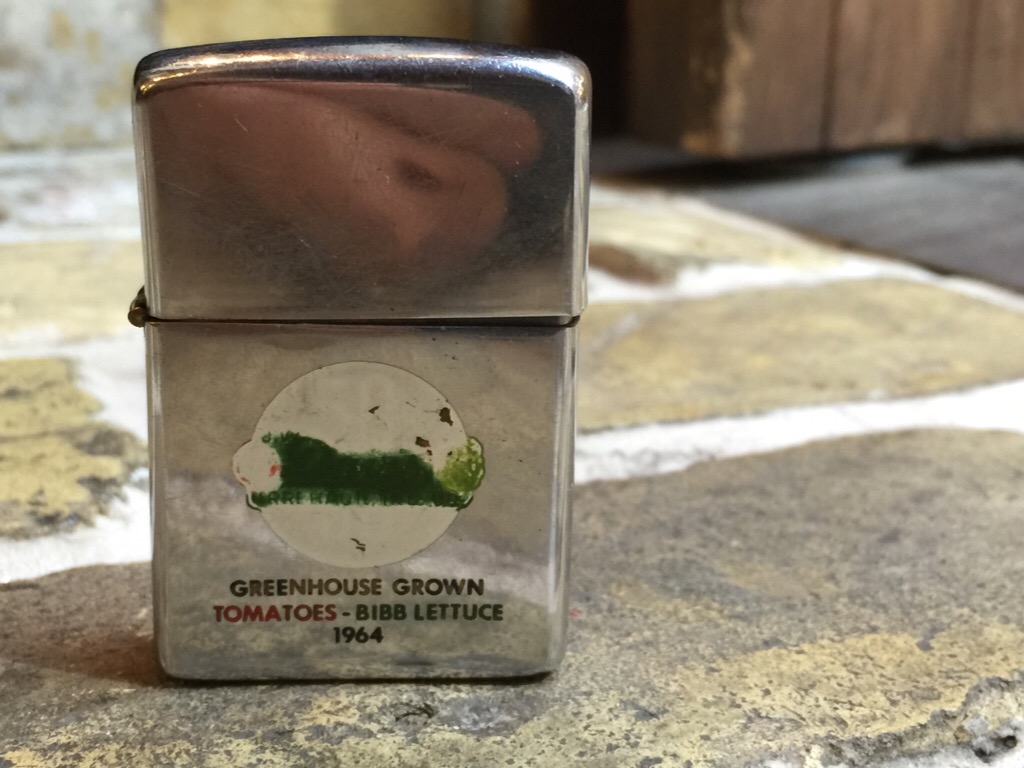 GREENHOUSE GROWN
TOMATOES - BIBB LETTUCE
1964